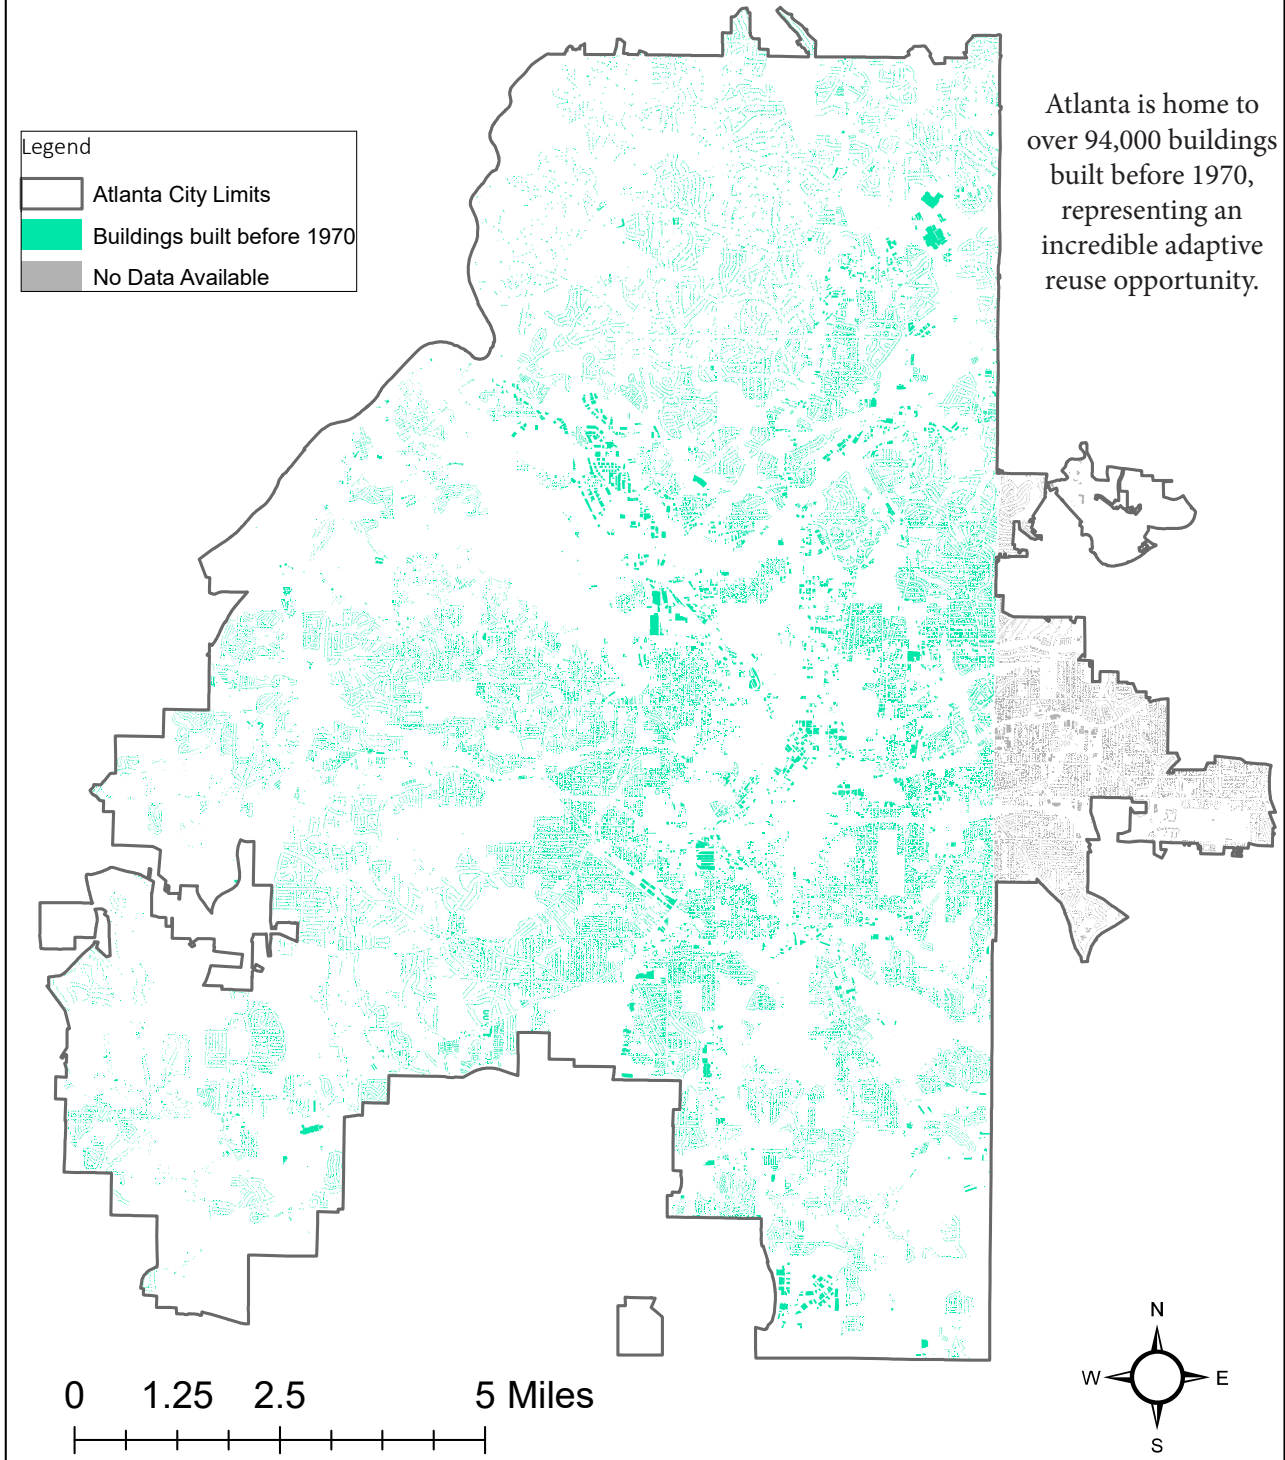 Atlanta is home to
over 94,000 buildings
built before 1970,
representing an
incredible adaptive
reuse opportunity.
Legend
Atlanta City Limits
Buildings built before 1970
No Data Available
N
W E
S
0 1.25 2.5 5 Miles